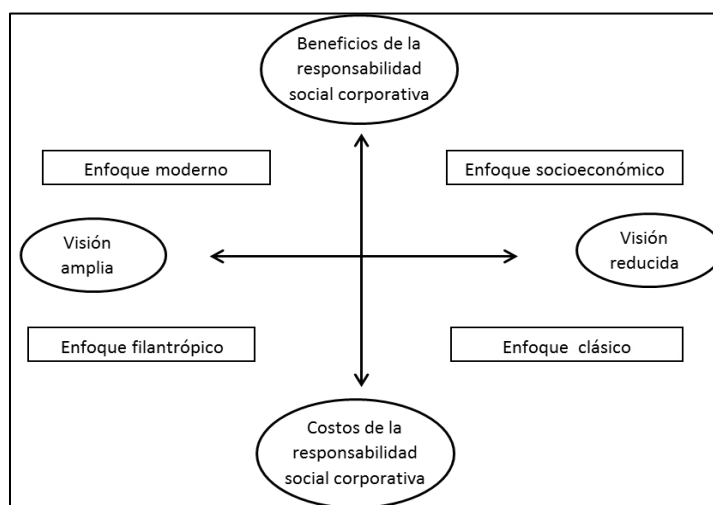 Beneficios de la
responsabilidad
social corporativa
Enfoque moderno
Enfoque socioeconómico
Visión
amplia
Visión
reducida
Enfoque filantrópico
Enfoque clásico
Costos de la
responsabilidad
social corporativa